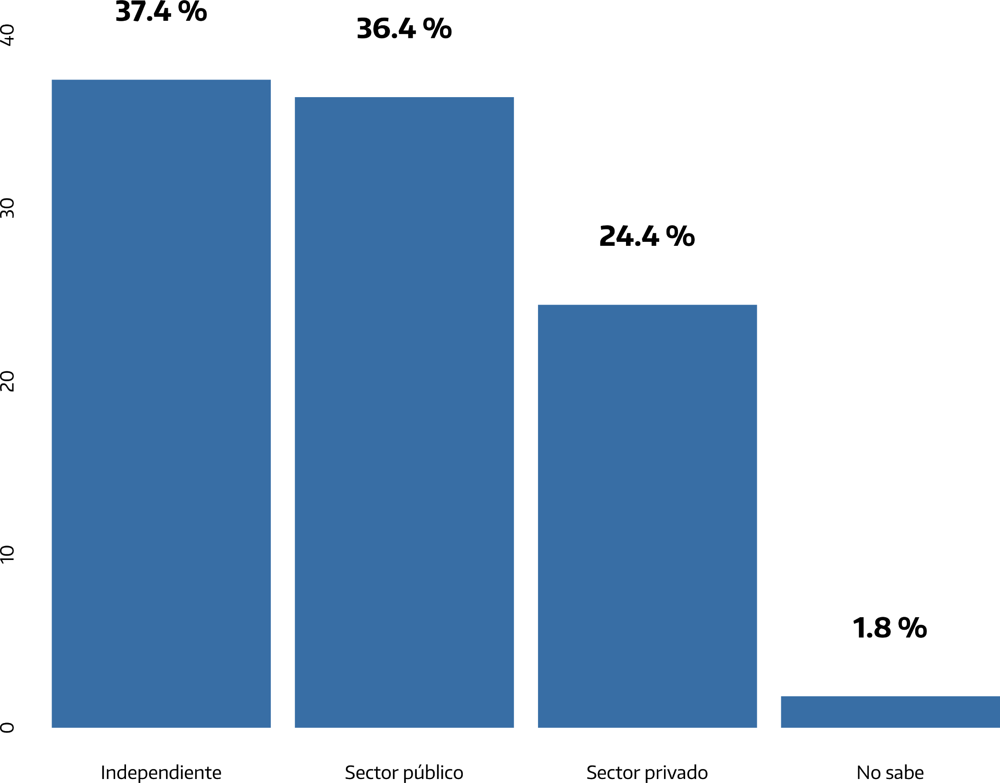 37.4 %
36.4 %
24.4 %
1.8 %
40
30
20
10
0
Independiente
Sector público
Sector privado
No sabe